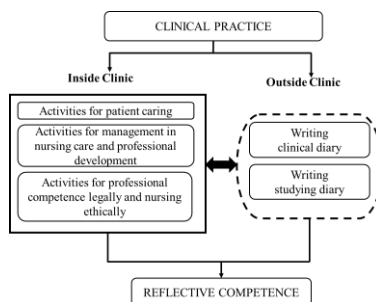 CLINICAL PRACTICE
Inside Clinic
Outside Clinic
Activities for patient caring
Activities for management in
nursing care and professional
development
Activities for professional
competence legally and nursing
ethically
Writing
clinical diary
Writing
studying diary
REFLECTIVE COMPETENCE